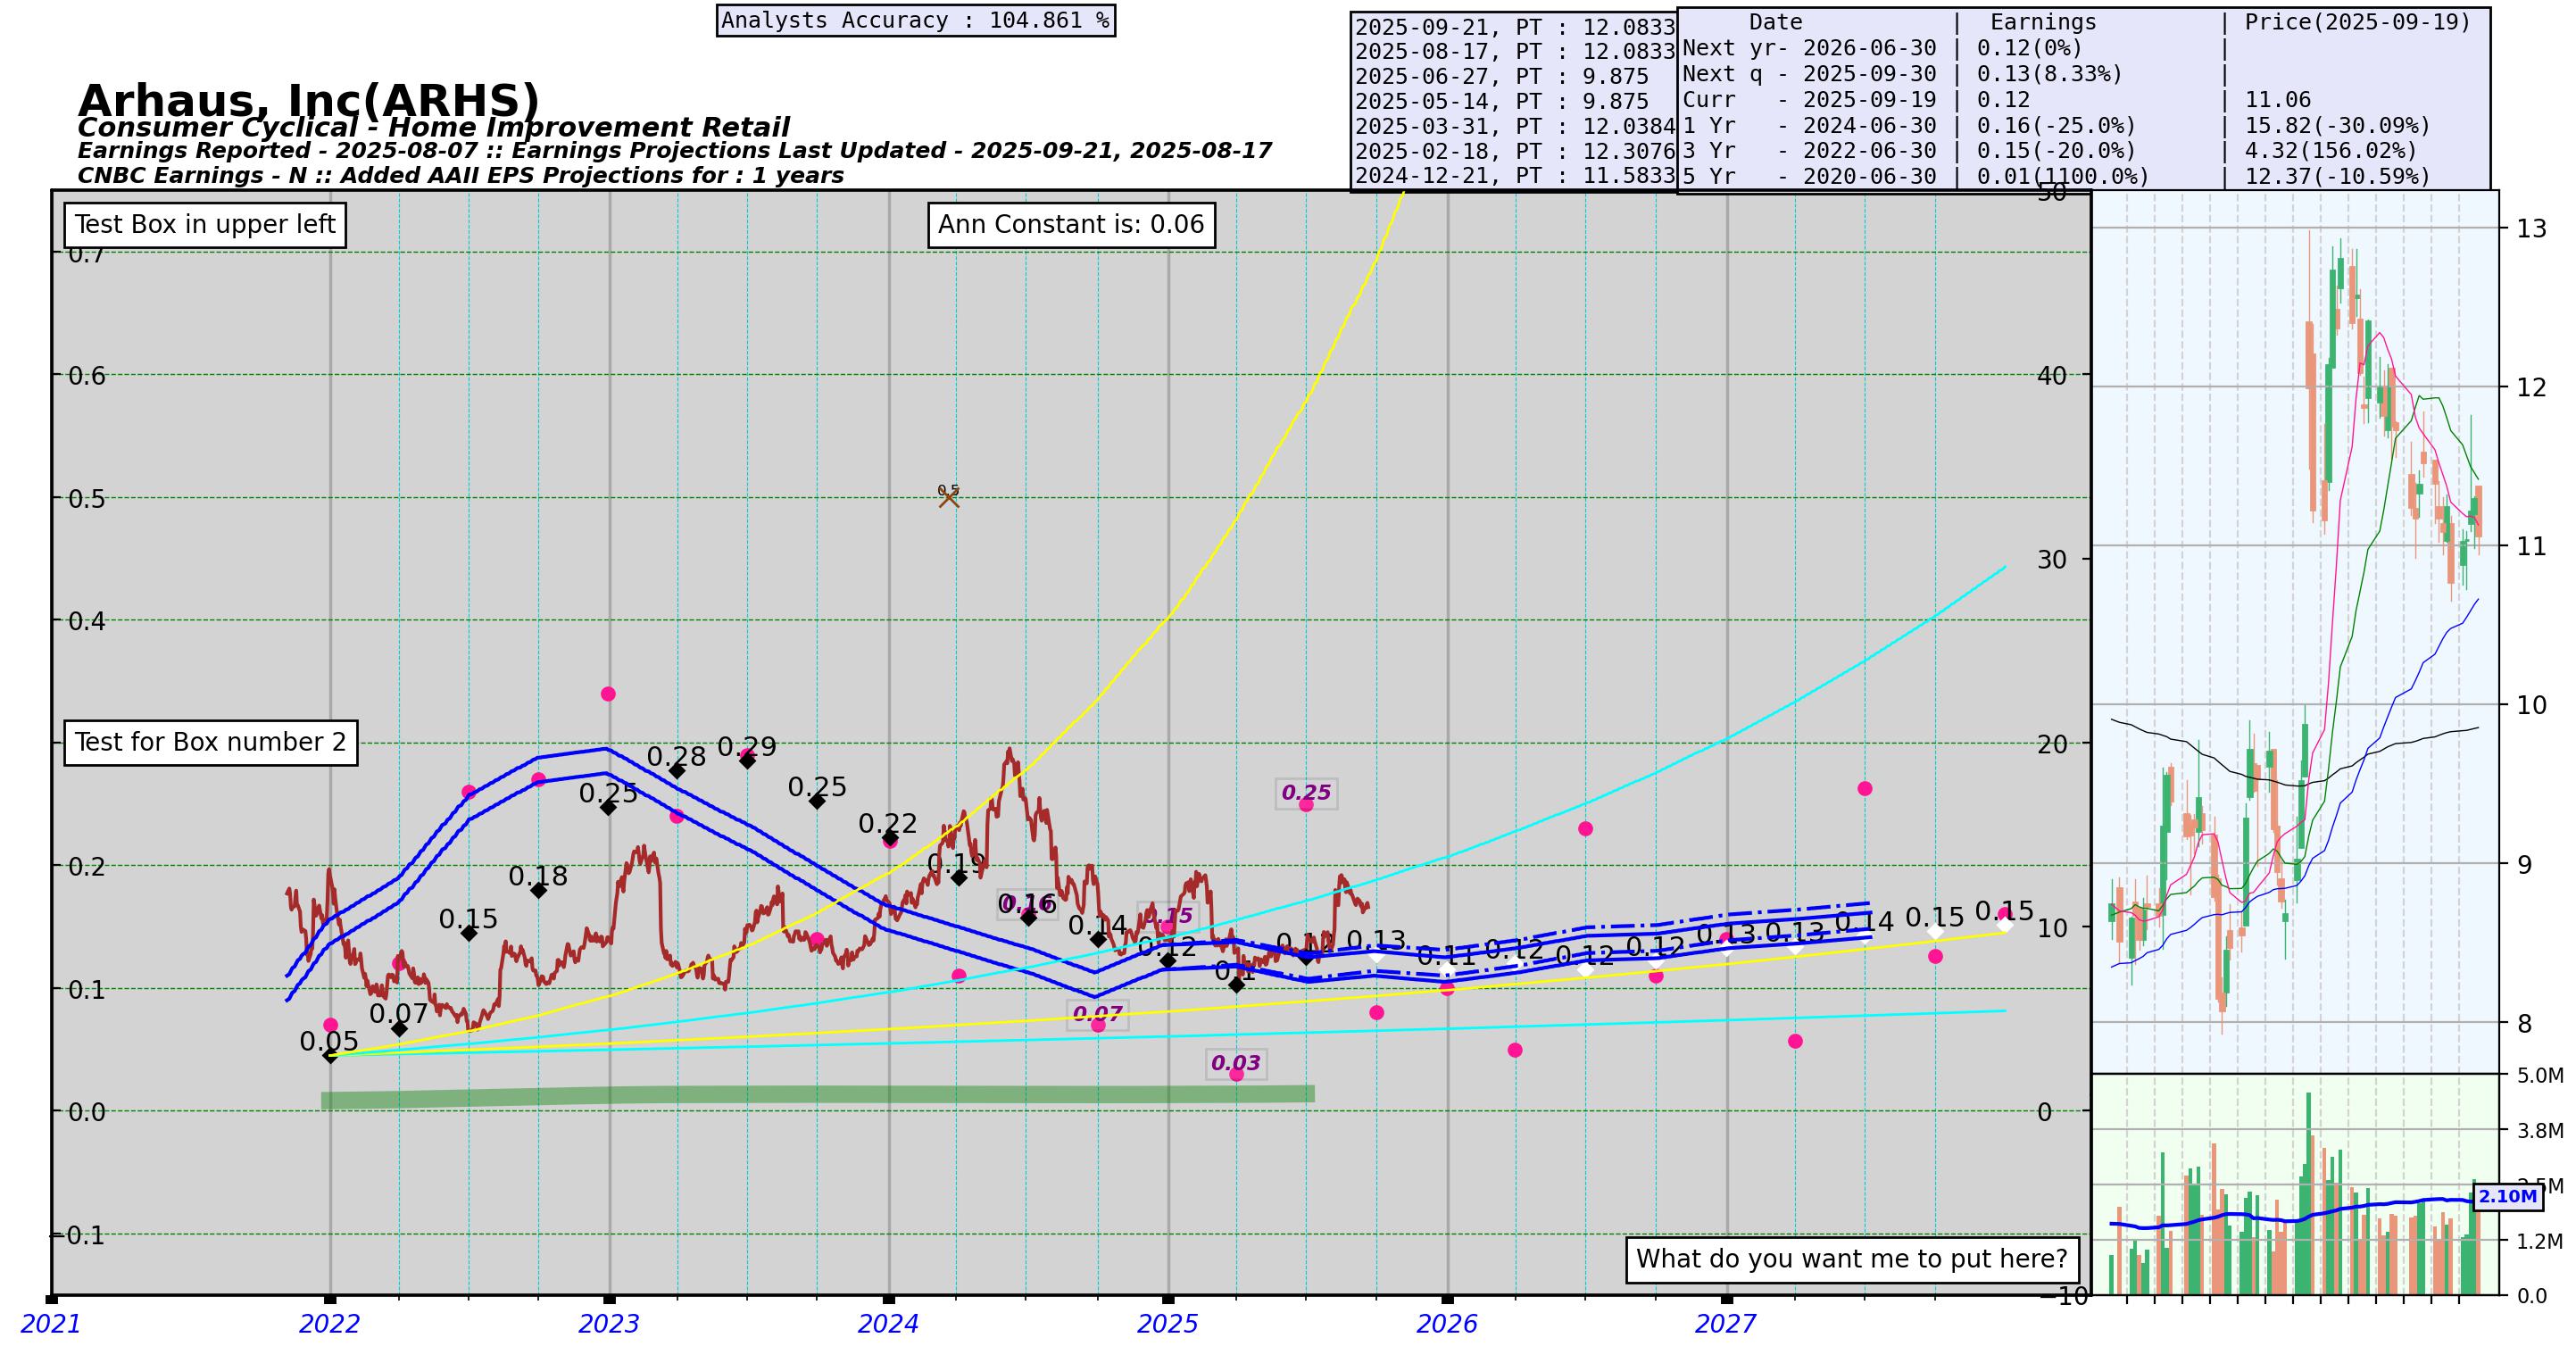 Analysts Accuracy : 104.861 %
2025-09-21, PT : 12.0833
2025-08-17, PT : 12.0833
2025-06-27, PT : 9.875
2025-05-14, PT : 9.875
2025-03-31, PT : 12.0384
2025-02-18, PT : 12.3076
2024-12-21, PT : 11.5833
Date | Earnings | Price(2025-09-19)
Next yr- 2026-06-30 | 0.12(0%) |
Next q - 2025-09-30 | 0.13(8.33%) |
Curr - 2025-09-19 | 0.12 | 11.06
1 Yr - 2024-06-30 | 0.16(-25.0%) | 15.82(-30.09%)
3 Yr - 2022-06-30 | 0.15(-20.0%) | 4.32(156.02%)
5 Yr - 2020-06-30 | 0.01(1100.0%) | 12.37(-10.59%)
Arhaus, Inc(ARHS)
Consumer Cyclical - Home Improvement Retail
Earnings Reported - 2025-08-07 :: Earnings Projections Last Updated - 2025-09-21, 2025-08-17
CNBC Earnings - N :: Added AAII EPS Projections for : 1 years
Test Box in upper left
Ann Constant is: 0.06
Test for Box number 2
What do you want me to put here?
0.7
0.6
0.5
0.4
0.2
0.1
0.0
−0.1
50
40
30
20
10
0
−10
0.5
0.05
0.07
0.15
0.18
0.25
0.28
0.29
0.25
0.22
0.19
0.16
0.16
0.14
0.07
0.15
0.12
0.1
0.03
0.25
0.12
0.13
0.11
0.12
0.12
0.12
0.13
0.13
0.14
0.15
0.15
13
12
11
10
9
8
5.0M
3.8M
2.10M
1.2M
0.0
2021
2022
2023
2024
2025
2026
2027